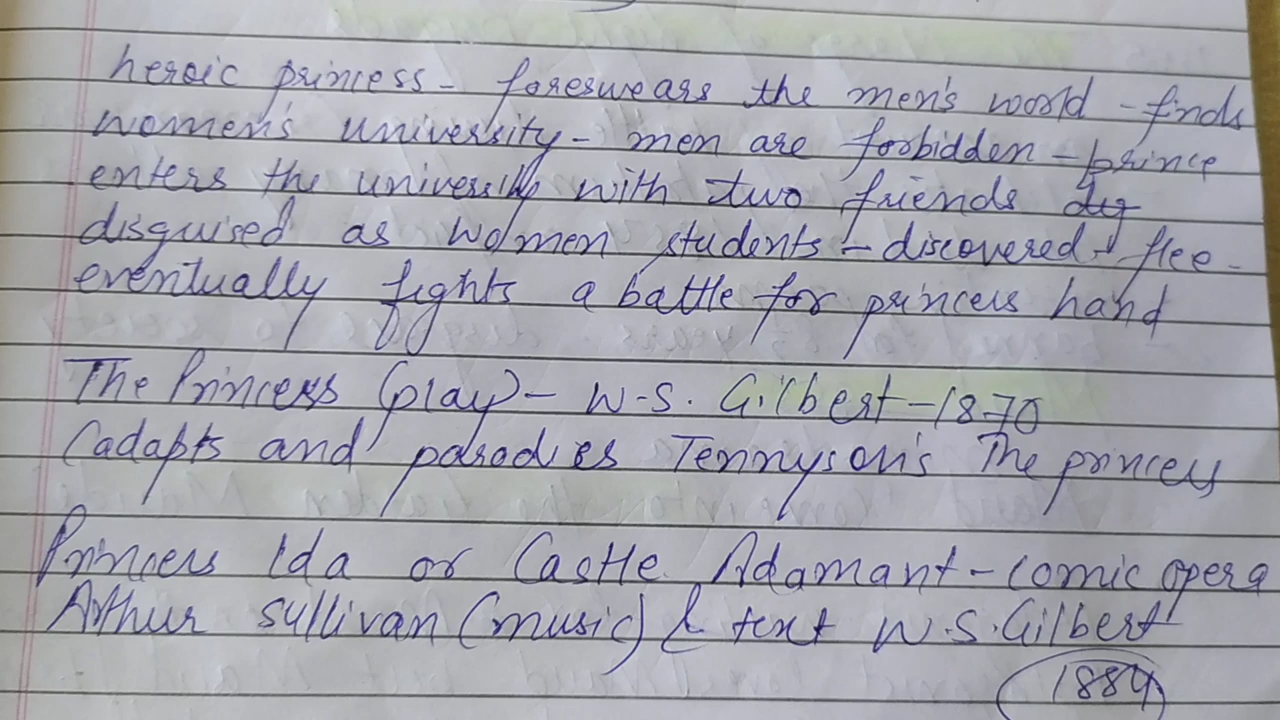 heroic princess - foreswears the men's world - finds
women's university - men are forbidden - prince
enters the university with two friends dig
disguised as women students - discovered & flee -
eventually fights a battle for princess hand
The Princess (play) - W.S. Gilbert - 1870
(adapts and parodies Tennyson's The princess
Princess Ida or Castle Adamant - comic opera
Arthur Sullivan (music) & text W.S. Gilbert
1884